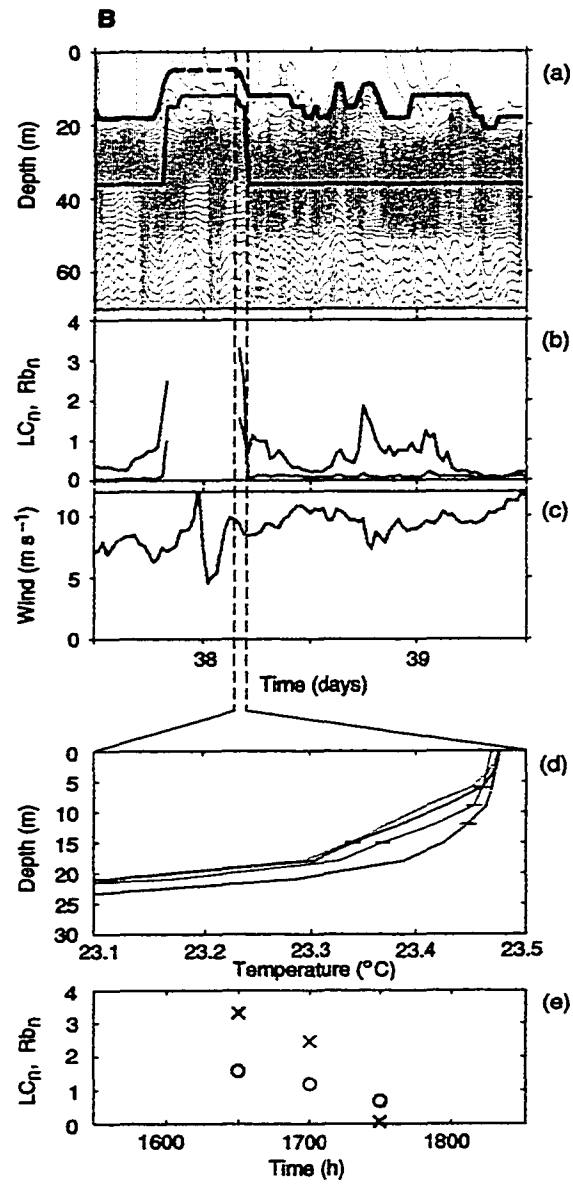 B
(a)
0
20
40
60
Depth (m)
(b)
4
3
2
1
0
LCn, Rbn
(c)
10
5
0
Wind (m s⁻¹)
38
39
Time (days)
(d)
0
5
10
15
20
25
30
Depth (m)
23.1
23.2
23.3
23.4
23.5
Temperature (°C)
(e)
4
3
2
1
0
LCn, Rbn
1600
1700
1800
Time (h)